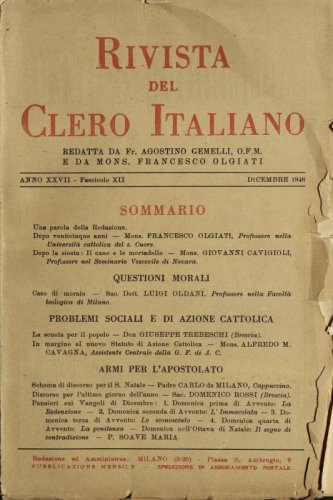 RIVISTA
DEL
CLERO ITALIANO
REDATTA DA Fr. AGOSTINO GEMELLI, O.F.M.
E DA MONS. FRANCESCO OLGIATI
ANNO XXVII - Fascicolo XII DICEMBRE 1946
SOMMARIO
Una parola della Redazione.
Dopo venticinque anni — Mons. FRANCESCO OLGIATI, Professore nella
Università cattolica del s. Cuore.
Dopo la siesta: Il cane e le mortadelle — Mons. GIOVANNI CAVIGIOLI,
Professore nel Seminario Vescovile di Novara.
QUESTIONI MORALI
Caso di morale — Sac. Dott. LUIGI OLDANI, Professore nella Facoltà
teologica di Milano.
PROBLEMI SOCIALI E DI AZIONE CATTOLICA
La scuola per il popolo — Don GIUSEPPE TREBESCHI (Brescia).
In margine al nuovo Statuto di Azione Cattolica — Mons. ALFREDO M.
CAVAGNA, Assistente Centrale della G. F. di A. C.
ARMI PER L'APOSTOLATO
Schema di discorso per il S. Natale — Padre CARLO da MILANO, Cappuccino.
Discorso per l'ultimo giorno dell'anno — Sac. DOMENICO ROSSI (Brescia).
Pensieri sui Vangeli di Dicembre: 1. Domenica prima di Avvento: La
Redenzione — 2. Domenica seconda di Avvento: L'Immacolata — 3. Do-
menica terza di Avvento: Lo sconosciuto — 4. Domenica quarta di
Avvento: La penitenza — Domenica nell'Ottava di Natale: Il segno di
contradizione — P. SOAVE MARIA.
Redazione ed Amministraz.: MILANO (3/20) - Piazza S. Ambrogio, 9
PUBBLICAZIONE MENSILE - SPEDIZIONE IN ABBONAMENTO POSTALE